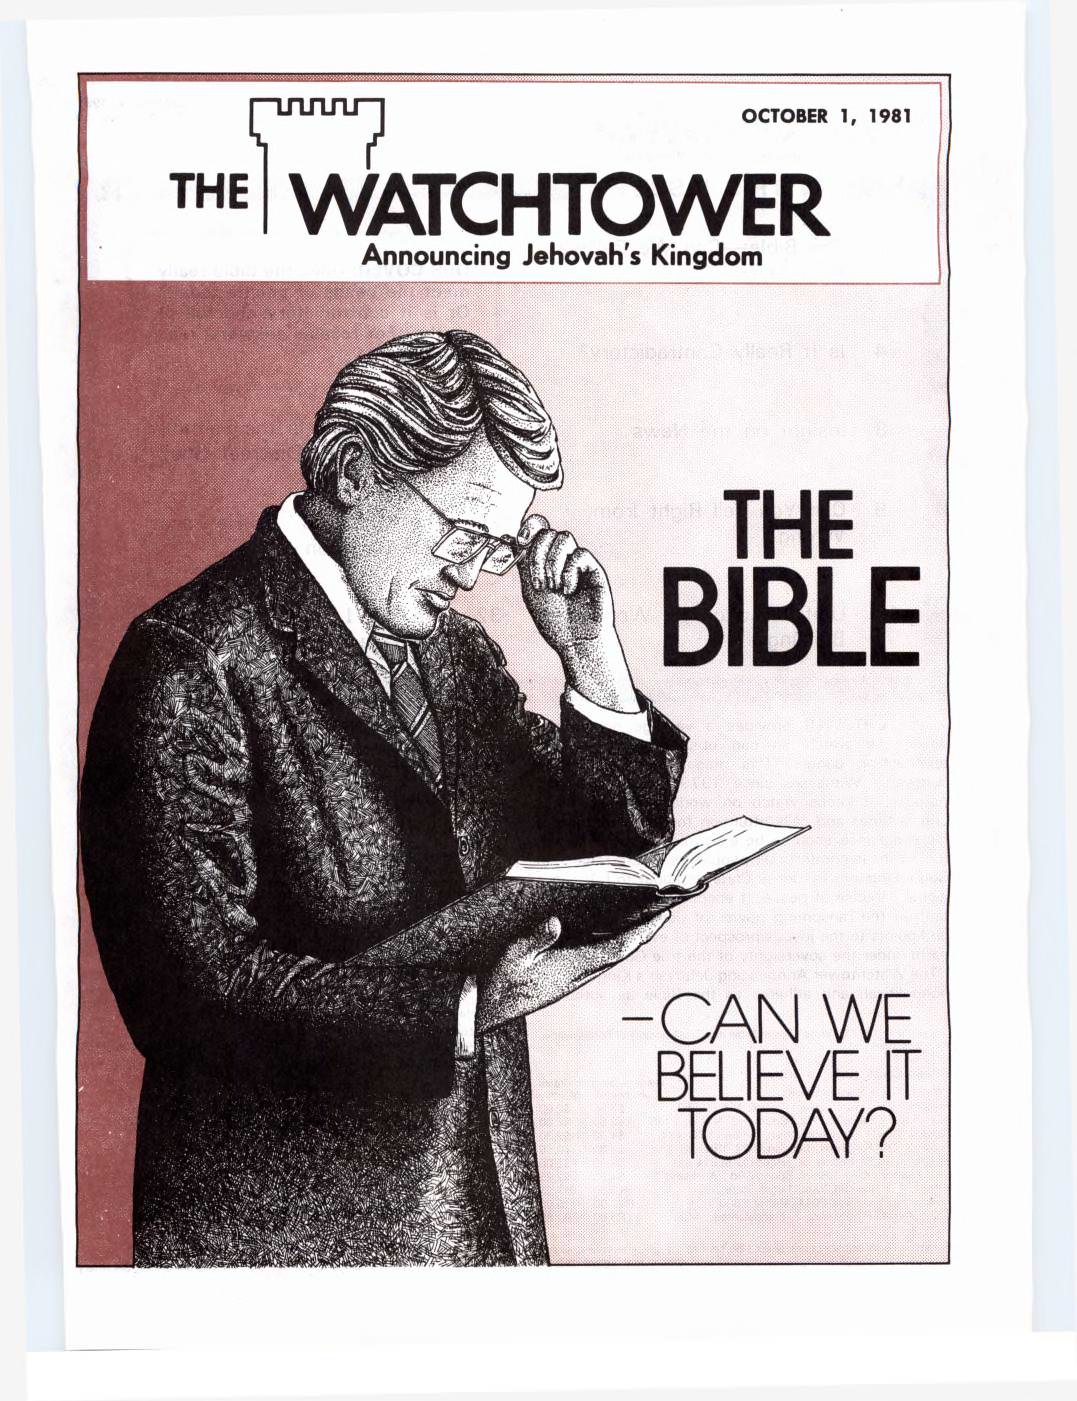 OCTOBER 1, 1981
THE WATCHTOWER
Announcing Jehovah's Kingdom
THE
BIBLE
–CAN WE
BELIEVE IT
TODAY?